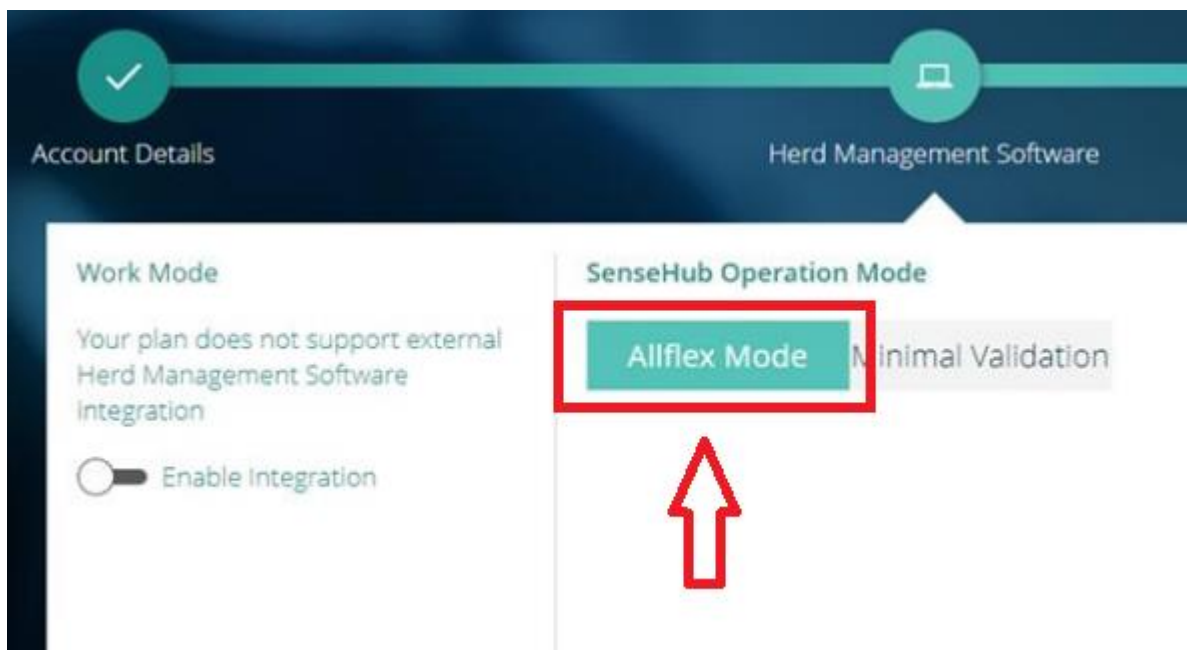 Account Details
Herd Management Software
Work Mode
Your plan does not support external
Herd Management Software
integration
Enable Integration
SenseHub Operation Mode
Allflex Mode
Minimal Validation